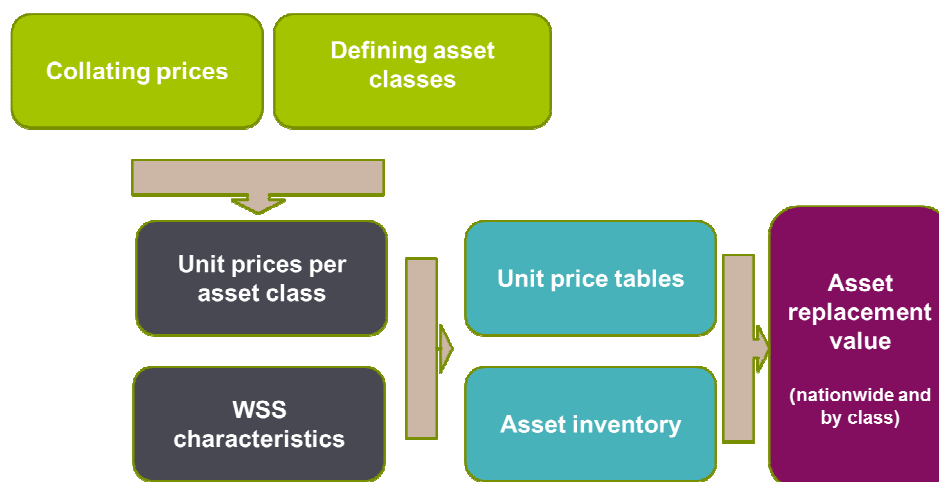 Collating prices
Defining asset
classes
Unit prices per
asset class
Unit price tables
Asset
replacement
value
(nationwide and
by class)
WSS
characteristics
Asset inventory